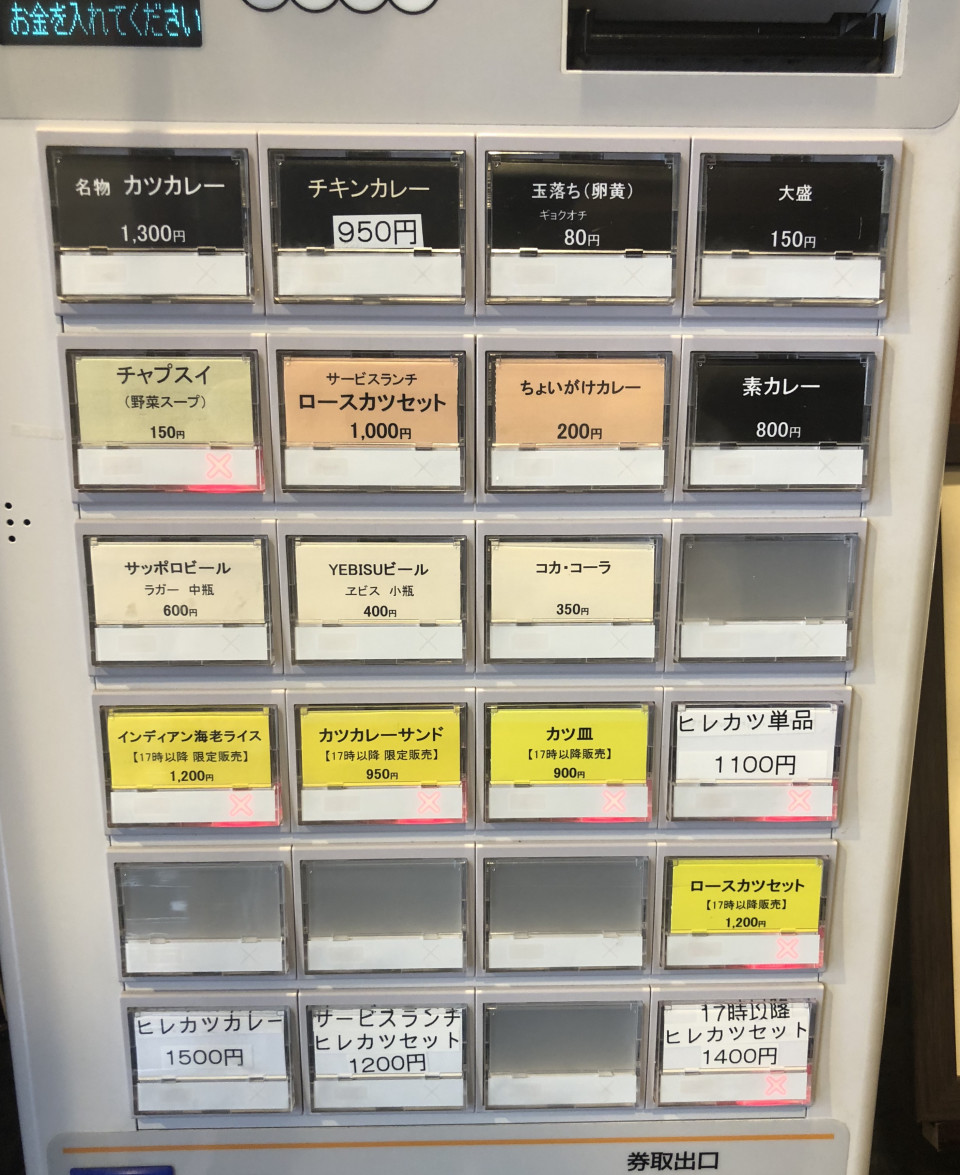 お金を入れてください
名物 カツカレー
1,300円
チキンカレー
950円
玉落ち(卵黄)
ギョクオチ
80円
大盛
150円
チャプスイ
(野菜スープ)
150円
サービスランチ
ロースカツセット
1,000円
ちょいがけカレー
200円
素カレー
800円
サッポロビール
ラガー 中瓶
600円
YEBISUビール
ヱビス 小瓶
400円
コカ・コーラ
350円
インディアン海老ライス
【17時以降 限定販売】
1,200円
カツカレーサンド
【17時以降 限定販売】
950円
カツ皿
【17時以降 限定販売】
900円
ヒレカツ単品
1100円
ロースカツセット
【17時以降販売】
1,200円
ヒレカツカレー
1500円
サービスランチ
ヒレカツセット
1200円
17時以降
ヒレカツセット
1400円
券取出口